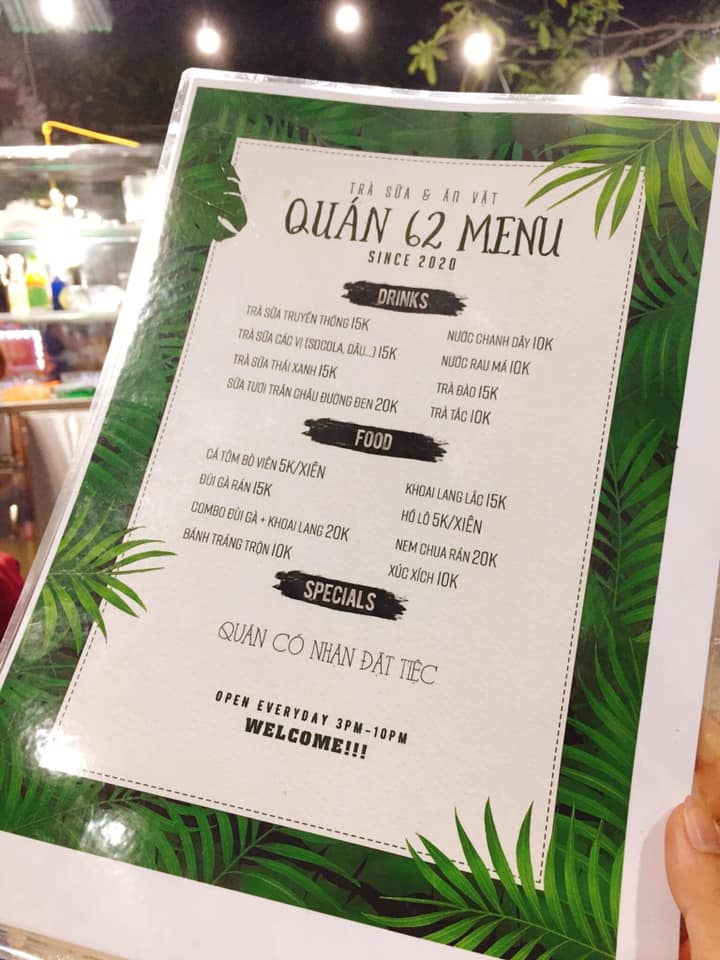 TRÀ SỮA & ĂN VẶT
QUÁN 62 MENU
SINCE 2020
DRINKS
TRÀ SỮA TRUYỀN THỐNG 15K
TRÀ SỮA CÁC VỊ (SOCOLA, DÂU...) 15K
TRÀ SỮA THÁI XANH 15K
SỮA TƯƠI TRÂN CHÂU ĐƯỜNG ĐEN 20K
NƯỚC CHANH DÂY 10K
NƯỚC RAU MÁ 10K
TRÀ ĐÀO 15K
TRÀ TẮC 10K
FOOD
CÁ TÔM BÒ VIÊN 5K/XIÊN
ĐÙI GÀ RÁN 15K
COMBO ĐÙI GÀ + KHOAI LANG 20K
BÁNH TRÁNG TRỘN 10K
KHOAI LANG LẮC 15K
HỒ LÔ 5K/XIÊN
NEM CHUA RÁN 20K
XÚC XÍCH 10K
SPECIALS
QUÁN CÓ NHẬN ĐẶT TIỆC
OPEN EVERYDAY 3PM-10PM
WELCOME!!!